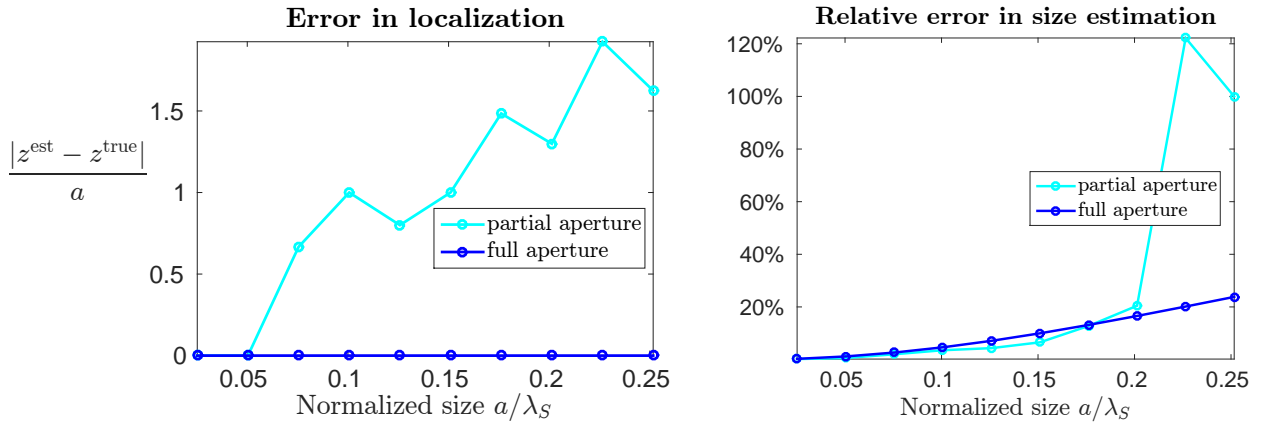 Error in localization
|z^est − z^true|
a
1.5
1
0.5
0
partial aperture
full aperture
0.05
0.1
0.15
0.2
0.25
Normalized size a/λ_S
Relative error in size estimation
120%
100%
80%
60%
40%
20%
partial aperture
full aperture
0.05
0.1
0.15
0.2
0.25
Normalized size a/λ_S